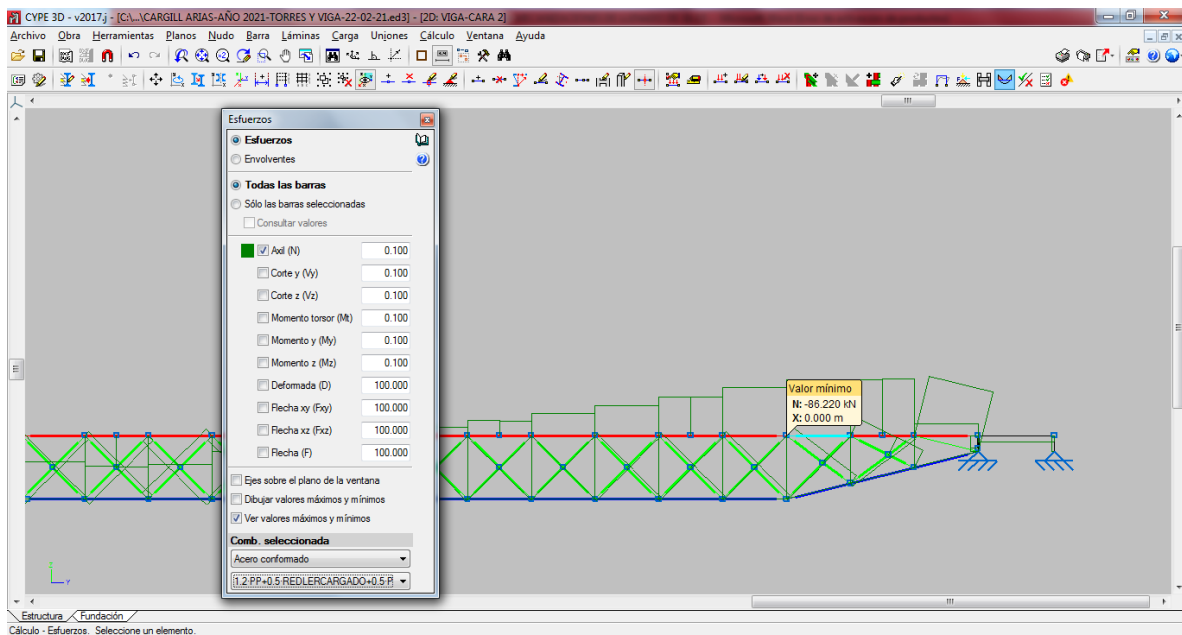 CYPE 3D - v2017.j - [C:\...\CARGILL ARIAS-AÑO 2021-TORRES Y VIGA-22-02-21.ed3] - [2D: VIGA-CARA 2]
Archivo Obra Herramientas Planos Nudo Barra Láminas Carga Uniones Cálculo Ventana Ayuda
Esfuerzos
Esfuerzos
Envolventes
Todas las barras
Sólo las barras seleccionadas
Consultar valores
Axil (N) 0.100
Corte y (Vy) 0.100
Corte z (Vz) 0.100
Momento torsor (Mt) 0.100
Momento y (My) 0.100
Momento z (Mz) 0.100
Deformada (D) 100.000
Flecha xy (Fxy) 100.000
Flecha xz (Fxz) 100.000
Flecha (F) 100.000
Ejes sobre el plano de la ventana
Dibujar valores máximos y mínimos
Ver valores máximos y mínimos
Comb. seleccionada
Acero conformado
1.2·PP+0.5·REDLERCARGADO+0.5·P
Valor mínimo
N: -86.220 kN
X: 0.000 m
Z
Y
Estructura Fundación
Cálculo - Esfuerzos. Seleccione un elemento.